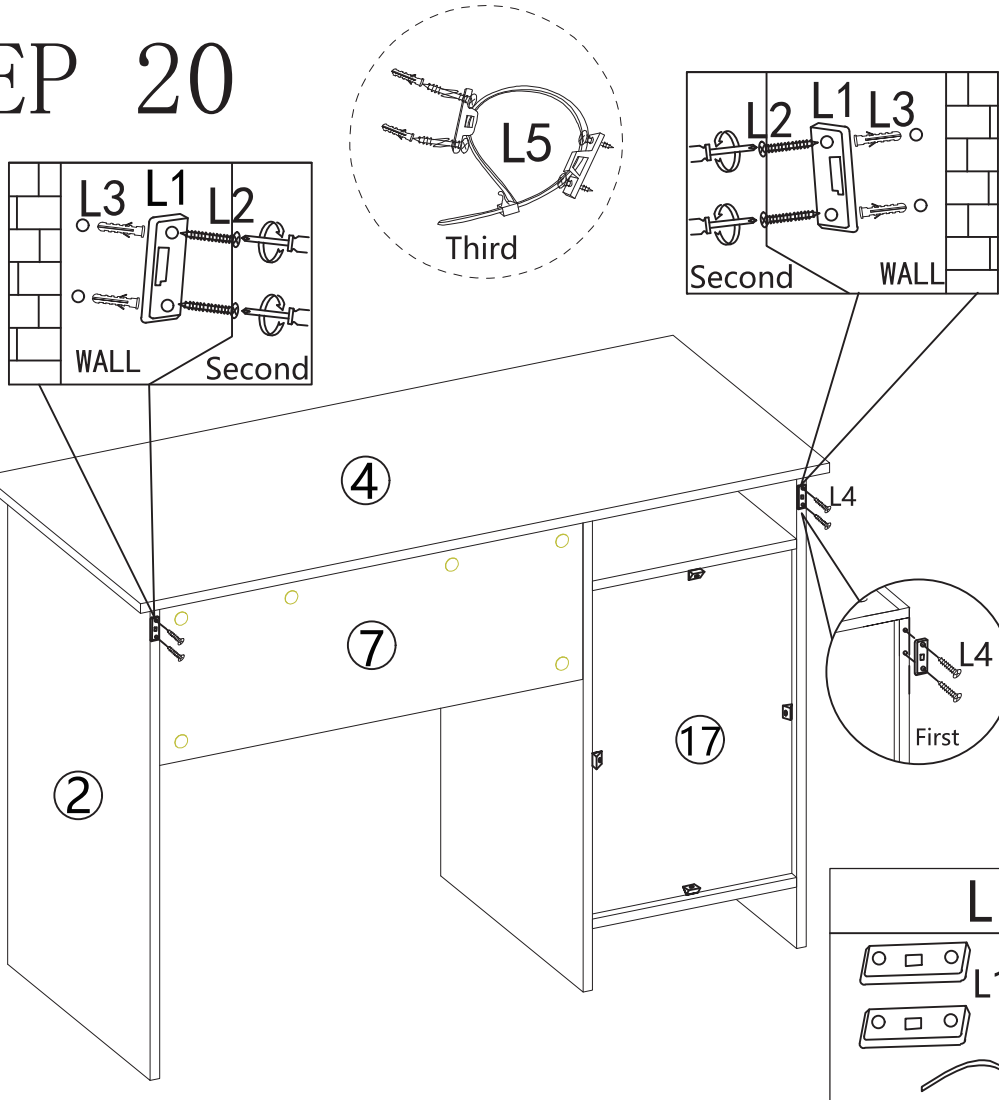 EP 20
L3 L1 L2
WALL
Second
L5
Third
L2 L1 L3
Second
WALL
4
L4
7
L4
First
17
2
L
L1